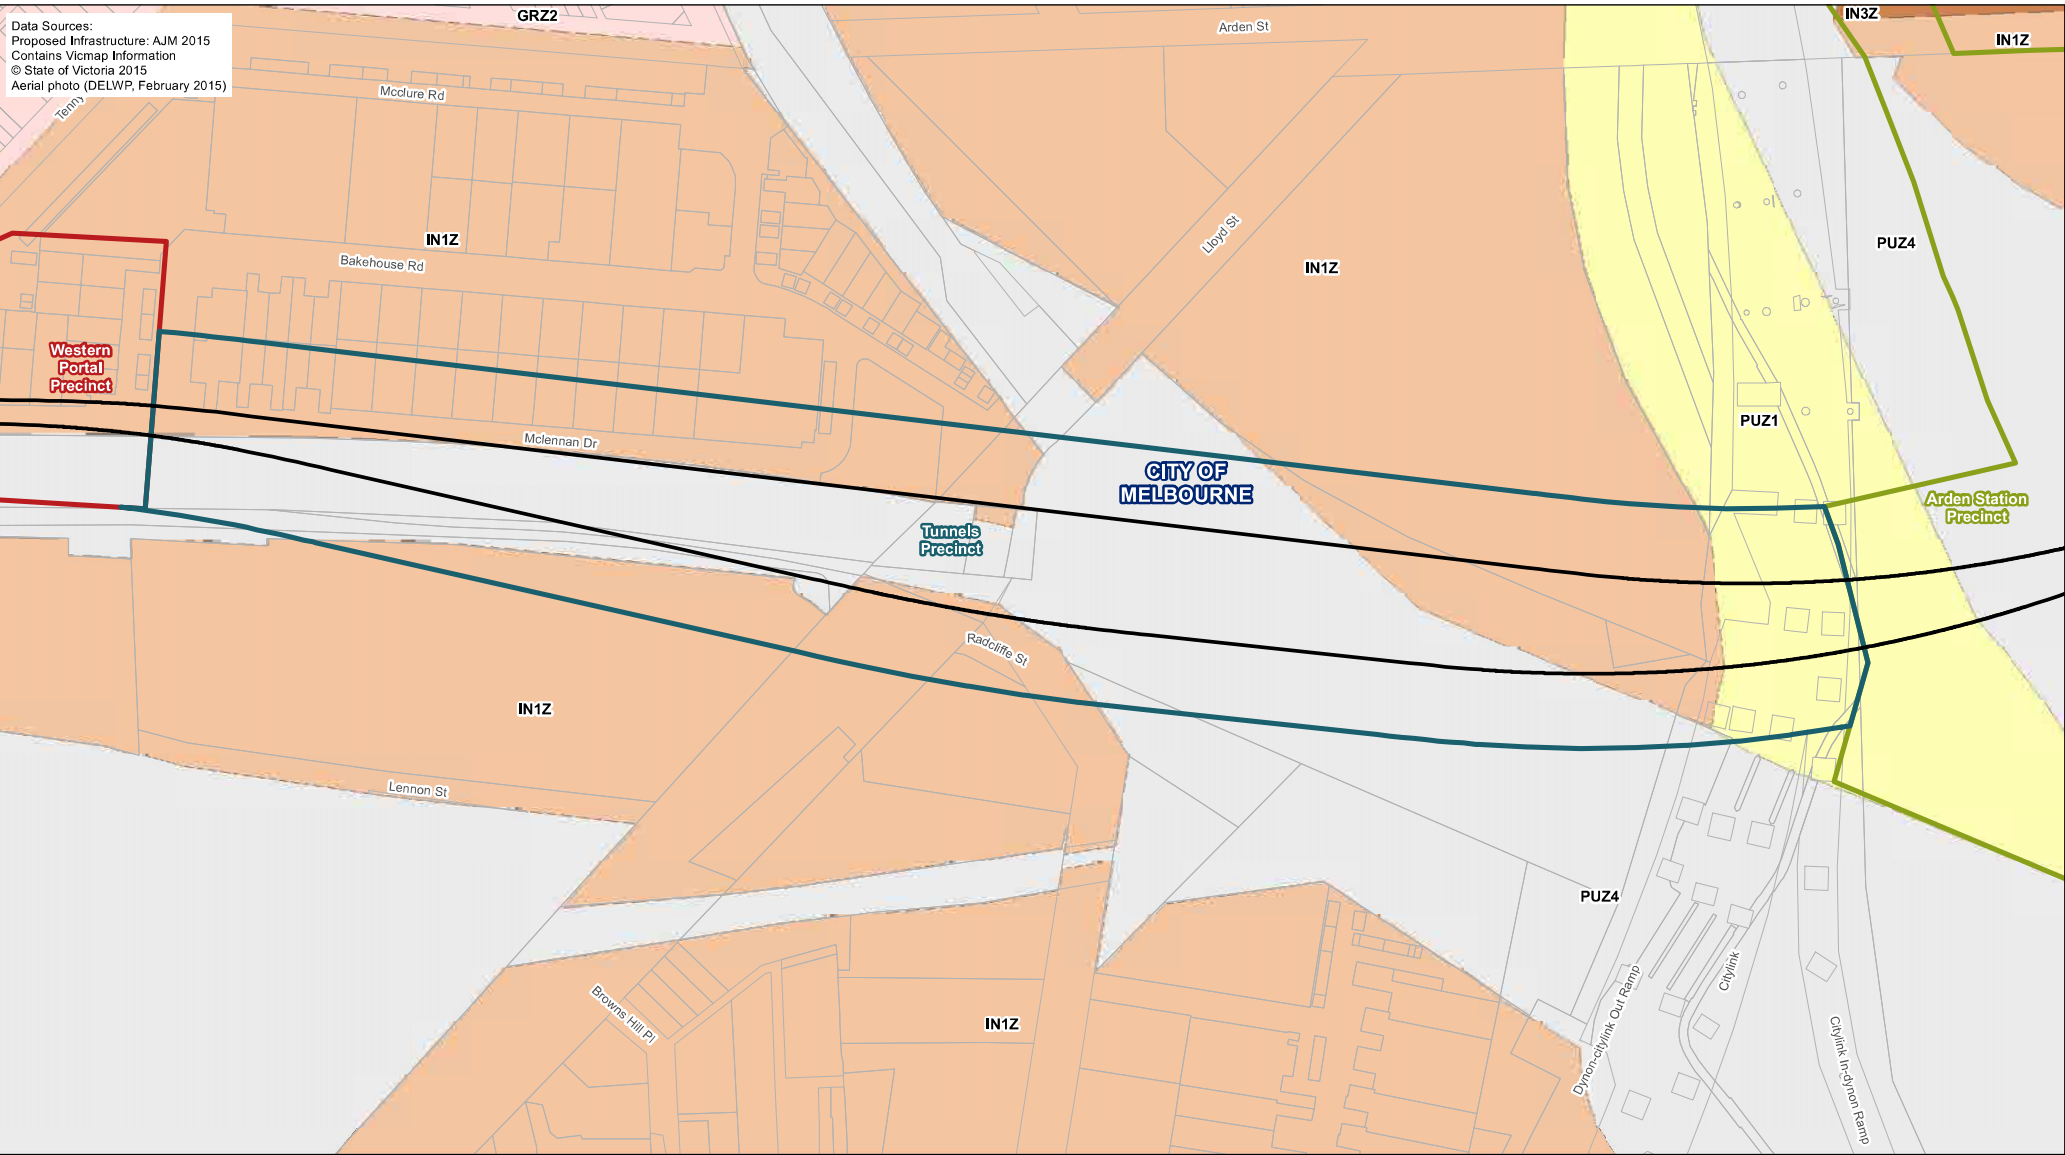 Data Sources:
Proposed Infrastructure: AJM 2015
Contains Vicmap Information
© State of Victoria 2015
Aerial photo (DELWP, February 2015)
GRZ2
Arden St
IN3Z
IN1Z
Mcclure Rd
Tenny
IN1Z
Bakehouse Rd
Lloyd St
IN1Z
PUZ4
Western
Portal
Precinct
PUZ1
Mclennan Dr
CITY OF
MELBOURNE
Arden Station
Precinct
Tunnels
Precinct
Radcliffe St
IN1Z
Lennon St
PUZ4
Browns Hill Pl
IN1Z
Dynon-citylink Out Ramp
Citylink
Citylink In-dynon Ramp